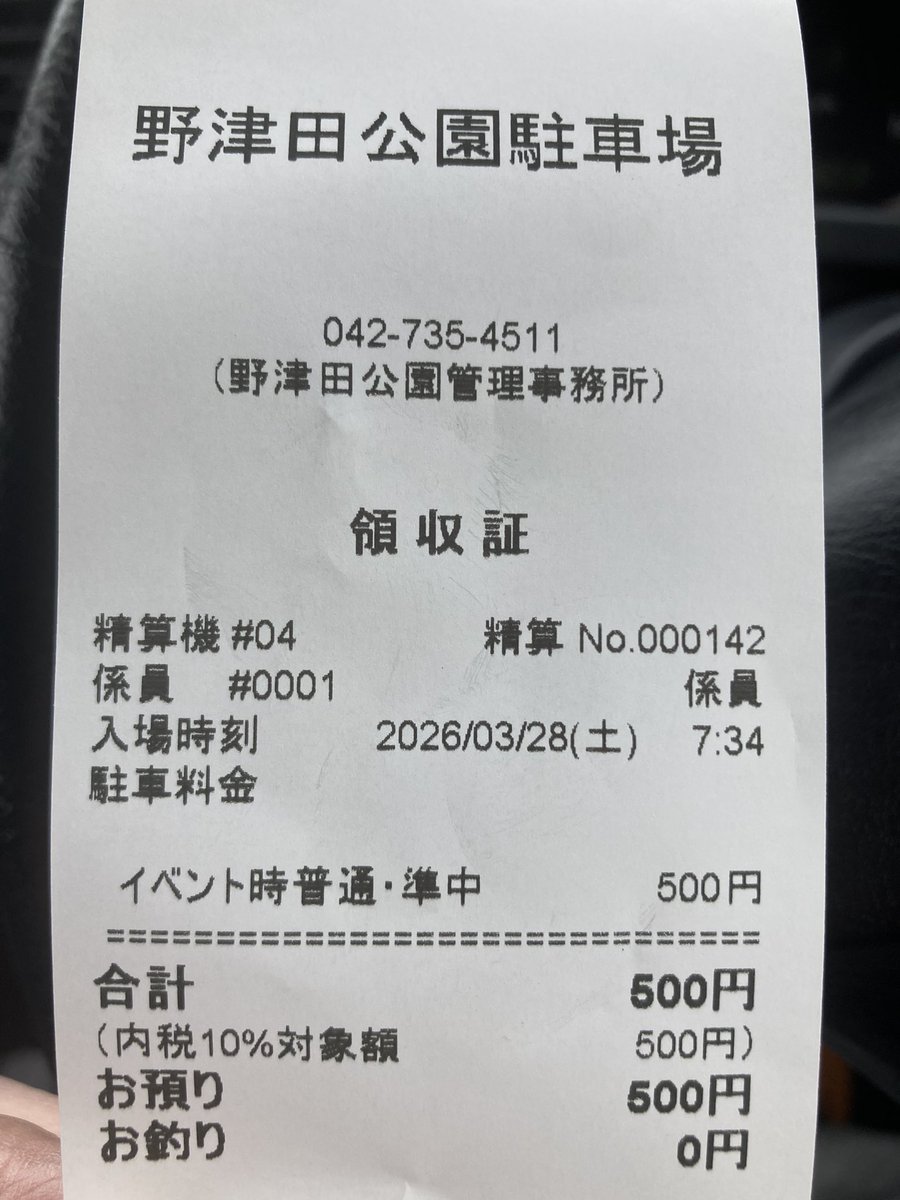 野津田公園駐車場
042-735-4511
(野津田公園管理事務所)
領収証
精算機 #04 精算 No.000142
係員 #0001 係員
入場時刻 2026/03/28(土) 7:34
駐車料金
イベント時普通・準中 500円
==============================
合計 500円
(内税10%対象額 500円)
お預り 500円
お釣り 0円